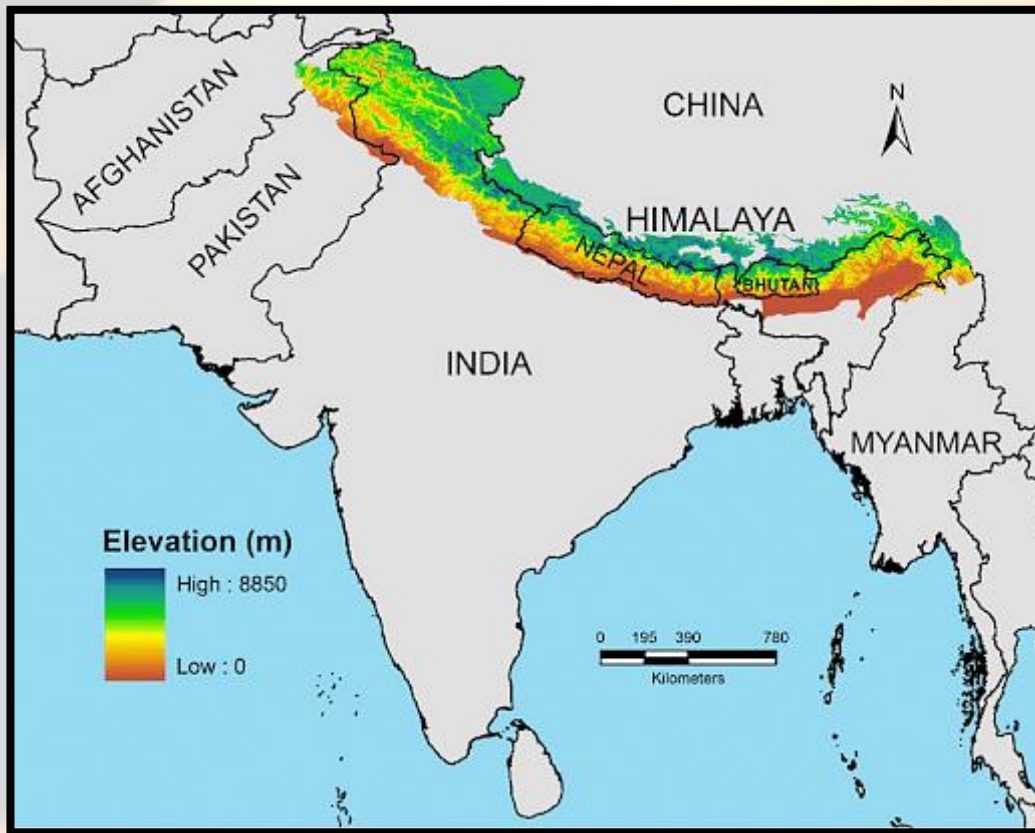 CHINA
N
AFGHANISTAN
PAKISTAN
HIMALAYA
NEPAL
BHUTAN
INDIA
MYANMAR
Elevation (m)
High : 8850
Low : 0
0 195 390 780
Kilometers